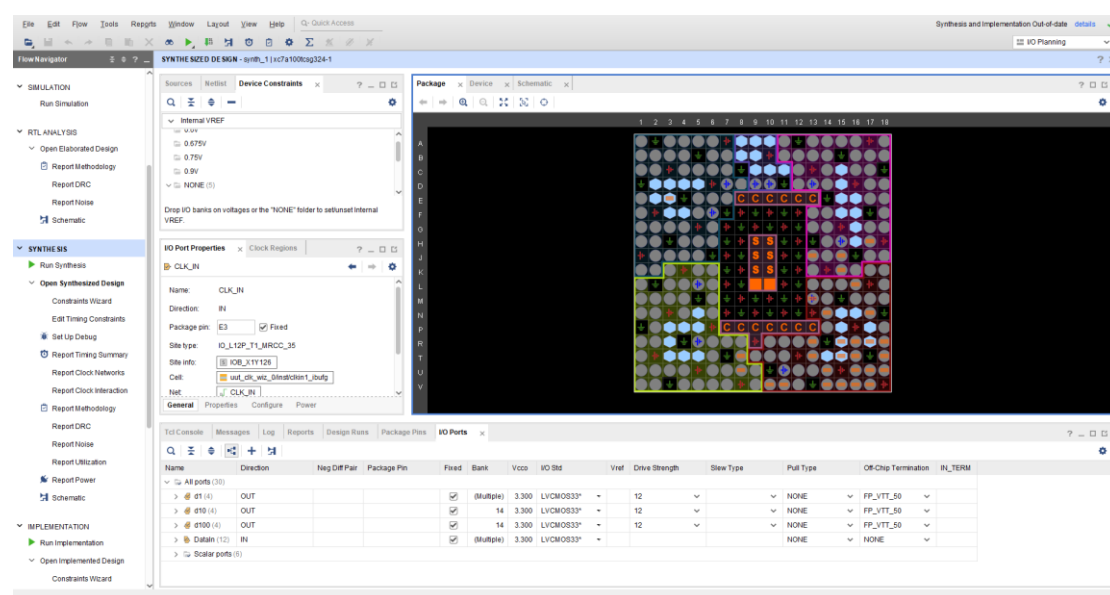 File Edit Flow Tools Reports Window Layout View Help Q- Quick Access
Synthesis and Implementation Out-of-date details
I/O Planning
Flow Navigator
SYNTHESIZED DESIGN - synth_1 | xc7a100tcsg324-1
SIMULATION
Run Simulation
RTL ANALYSIS
Open Elaborated Design
Report Methodology
Report DRC
Report Noise
Schematic
SYNTHESIS
Run Synthesis
Open Synthesized Design
Constraints Wizard
Edit Timing Constraints
Set Up Debug
Report Timing Summary
Report Clock Networks
Report Clock Interaction
Report Methodology
Report DRC
Report Noise
Report Utilization
Report Power
Schematic
IMPLEMENTATION
Run Implementation
Open Implemented Design
Constraints Wizard
Sources Netlist Device Constraints
Internal VREF
0.6V
0.675V
0.75V
0.9V
NONE (5)
Drop I/O banks on voltages or the "NONE" folder to set/unset Internal
VREF.
I/O Port Properties Clock Regions
CLK_IN
Name: CLK_IN
Direction: IN
Package pin: E3 Fixed
Site type: IO_L12P_T1_MRCC_35
Site info: IOB_X1Y126
Cell: uut_clk_wiz_0/inst/clkin1_ibufg
Net: CLK_IN
General Properties Configure Power
Package Device Schematic
1 2 3 4 5 6 7 8 9 10 11 12 13 14 15 16 17 18
A
B
C
D
E
F
G
H
J
K
L
M
N
P
R
T
U
V
C C C C C C
S S
S S
S S
C C C C C C C
Tcl Console Messages Log Reports Design Runs Package Pins I/O Ports
Name Direction Neg Diff Pair Package Pin Fixed Bank Vcco I/O Std Vref Drive Strength Slew Type Pull Type Off-Chip Termination IN_TERM
All ports (30)
d1 (4) OUT (Multiple) 3.300 LVCMOS33* 12 NONE FP_VTT_50
d10 (4) OUT 14 3.300 LVCMOS33* 12 NONE FP_VTT_50
d100 (4) OUT 14 3.300 LVCMOS33* 12 NONE FP_VTT_50
DataIn (12) IN (Multiple) 3.300 LVCMOS33* NONE NONE
Scalar ports (6)